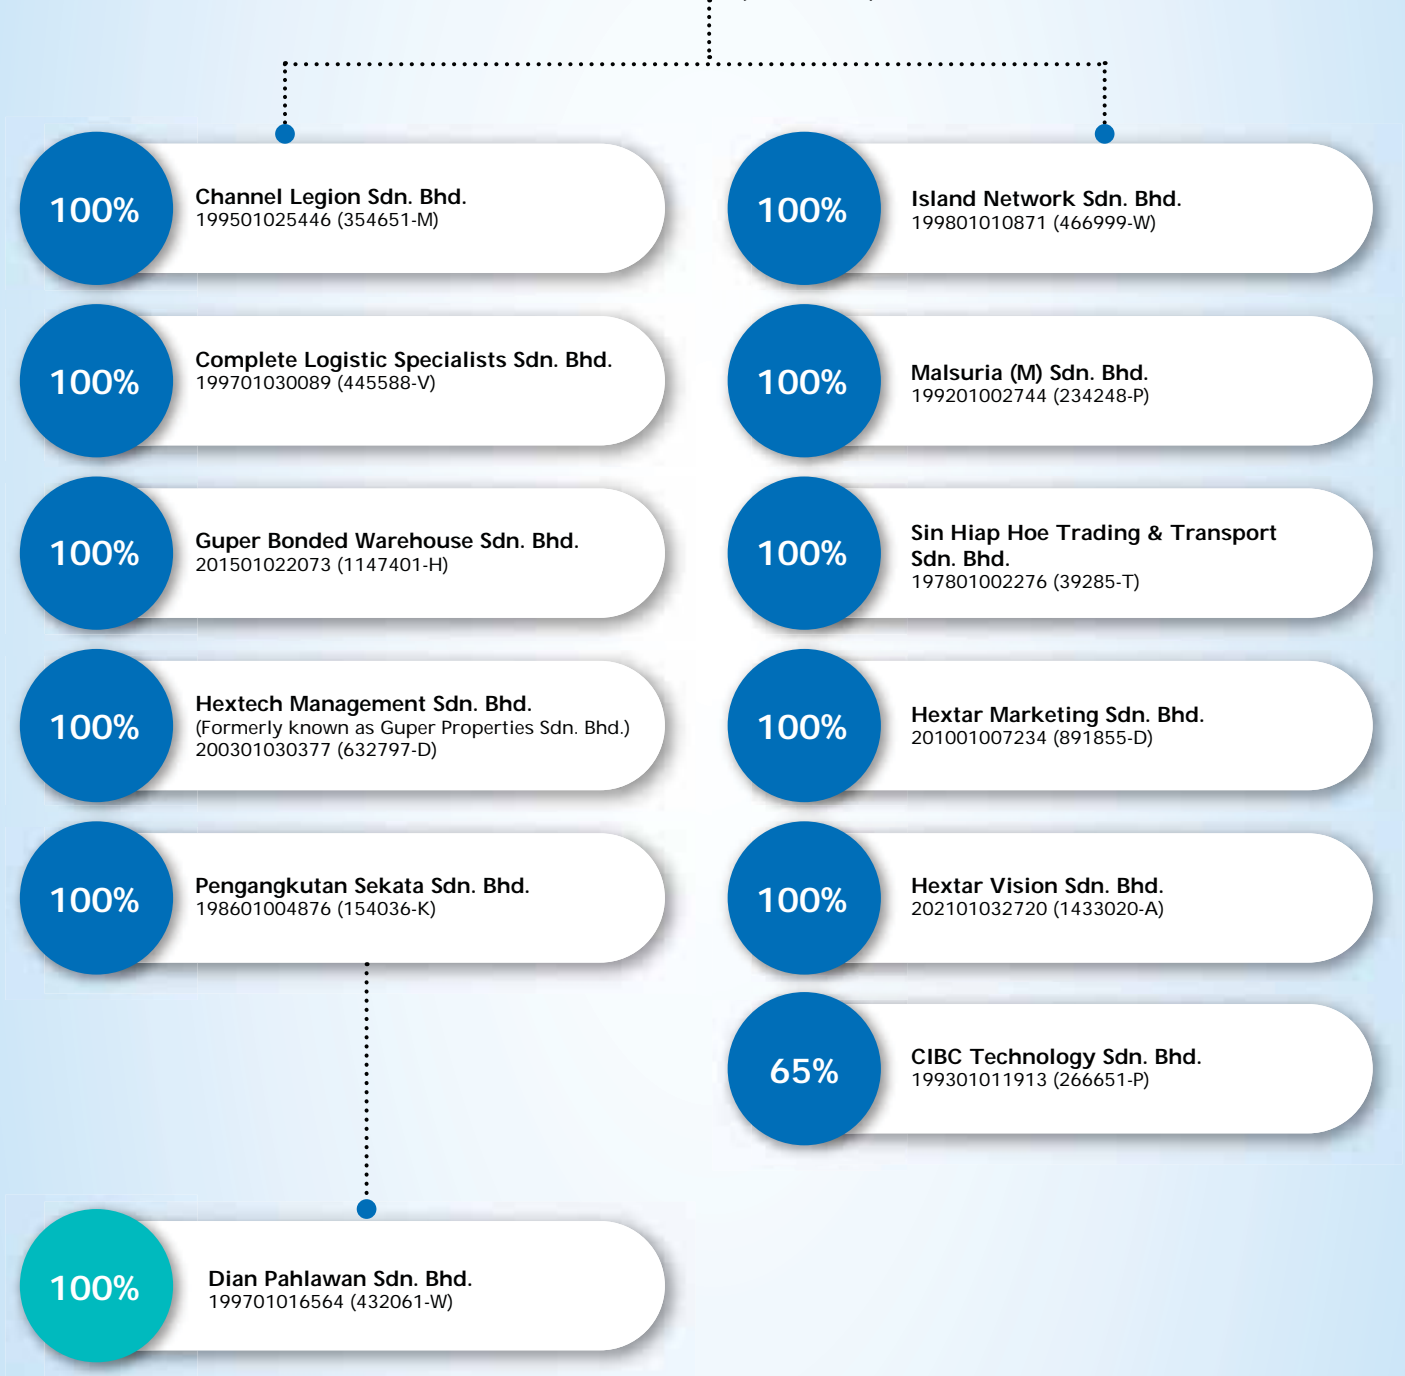 100%
Channel Legion Sdn. Bhd.
199501025446 (354651-M)
100%
Complete Logistic Specialists Sdn. Bhd.
199701030089 (445588-V)
100%
Guper Bonded Warehouse Sdn. Bhd.
201501022073 (1147401-H)
100%
Hextech Management Sdn. Bhd.
(Formerly known as Guper Properties Sdn. Bhd.)
200301030377 (632797-D)
100%
Pengangkutan Sekata Sdn. Bhd.
198601004876 (154036-K)
100%
Dian Pahlawan Sdn. Bhd.
199701016564 (432061-W)
100%
Island Network Sdn. Bhd.
199801010871 (466999-W)
100%
Malsuria (M) Sdn. Bhd.
199201002744 (234248-P)
100%
Sin Hiap Hoe Trading & Transport
Sdn. Bhd.
197801002276 (39285-T)
100%
Hextar Marketing Sdn. Bhd.
201001007234 (891855-D)
100%
Hextar Vision Sdn. Bhd.
202101032720 (1433020-A)
65%
CIBC Technology Sdn. Bhd.
199301011913 (266651-P)